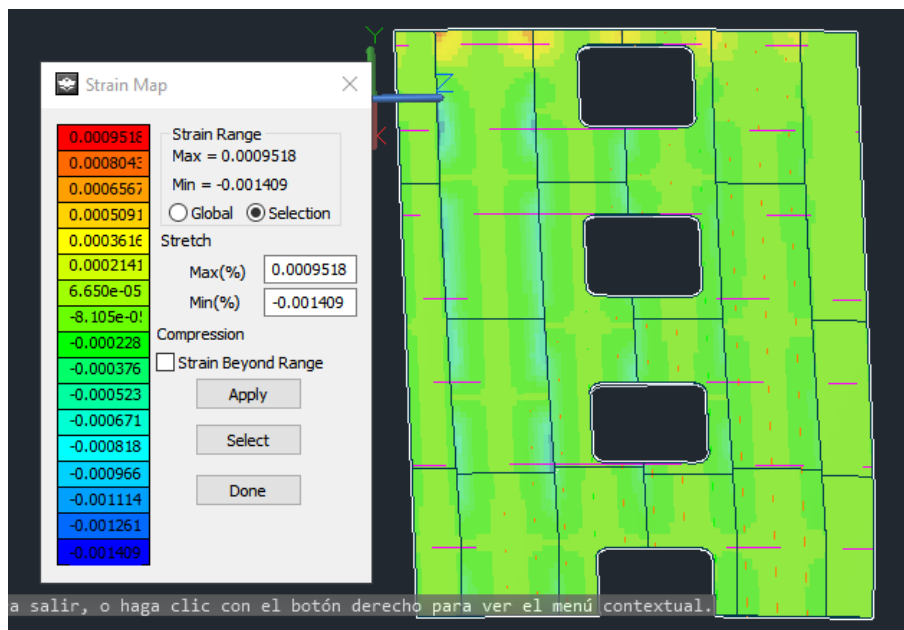 Y
Z
X
Strain Map
0.0009518
0.0008043
0.0006567
0.0005091
0.0003616
0.0002141
6.650e-05
-8.105e-0
-0.000228
-0.000376
-0.000523
-0.000671
-0.000818
-0.000966
-0.001114
-0.001261
-0.001409
Strain Range
Max = 0.0009518
Min = -0.001409
Global Selection
Stretch
Max(%) 0.0009518
Min(%) -0.001409
Compression
Strain Beyond Range
Apply
Select
Done
a salir, o haga clic con el botón derecho para ver el menú contextual.